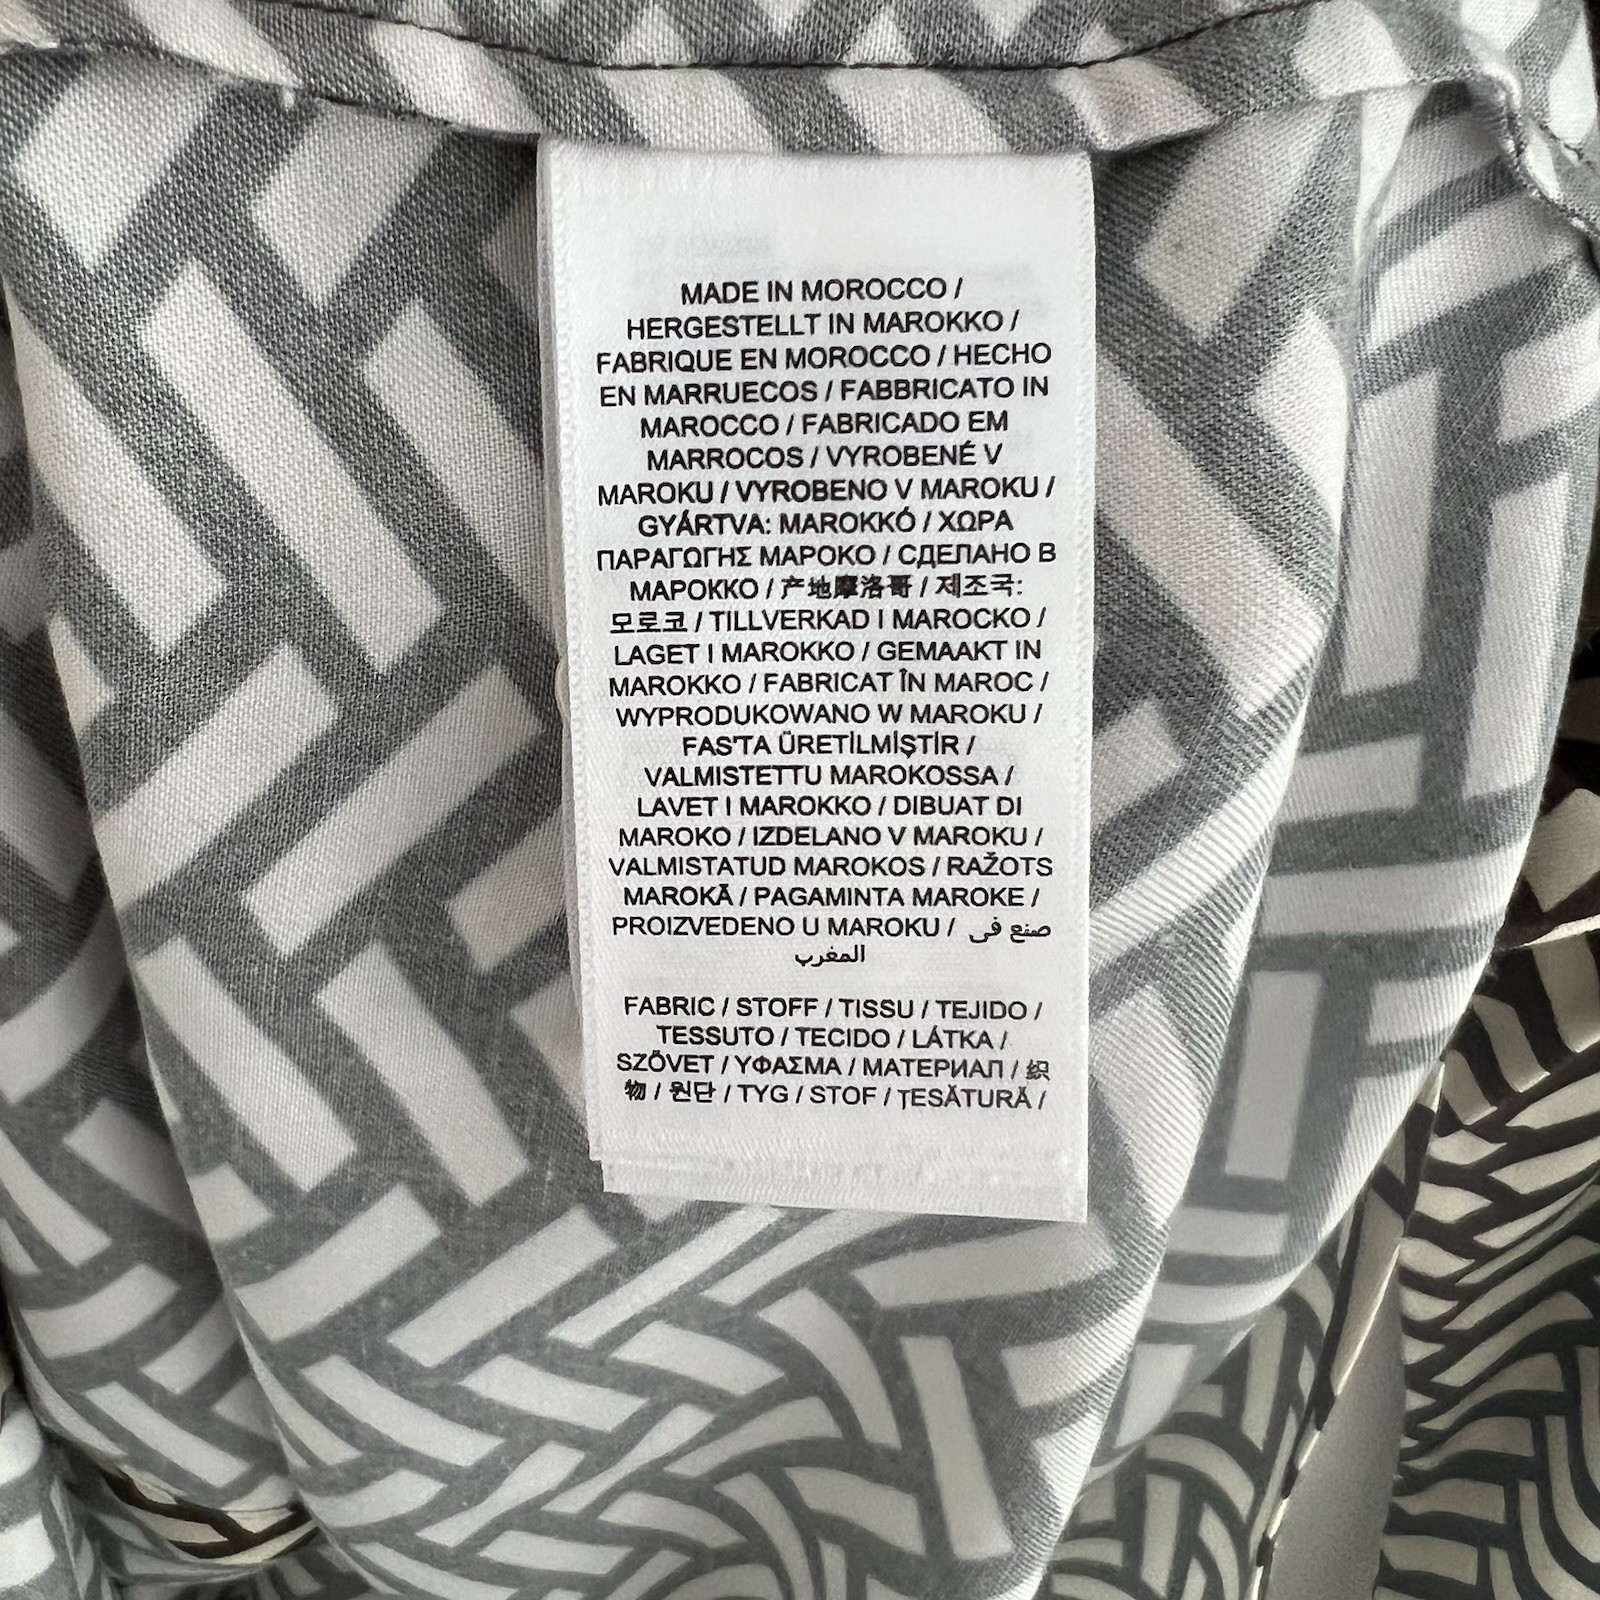 MADE IN MOROCCO /
HERGESTELLT IN MAROKKO /
FABRIQUE EN MOROCCO / HECHO
EN MARRUECOS / FABBRICATO IN
MAROCCO / FABRICADO EM
MARROCOS / VYROBENÉ V
MAROKU / VYROBENO V MAROKU /
GYÁRTVA: MAROKKÓ / ΧΩΡΑ
ΠΑΡΑΓΩΓΗΣ ΜΑΡΟΚΟ / СДЕЛАНО В
МАРОККО / 产地摩洛哥 / 제조국:
모로코 / TILLVERKAD I MAROCKO /
LAGET I MAROKKO / GEMAAKT IN
MAROKKO / FABRICAT ÎN MAROC /
WYPRODUKOWANO W MAROKU /
FAS'TA ÜRETİLMİŞTİR /
VALMISTETTU MAROKOSSA /
LAVET I MAROKKO / DIBUAT DI
MAROKO / IZDELANO V MAROKU /
VALMISTATUD MAROKOS / RAŽOTS
MAROKĀ / PAGAMINTA MAROKE /
PROIZVEDENO U MAROKU / صنع في
المغرب
FABRIC / STOFF / TISSU / TEJIDO /
TESSUTO / TECIDO / LÁTKA /
SZÖVET / ΥΦΑΣΜΑ / МАТЕРИАЛ / 织
物 / 원단 / TYG / STOF / ȚESĂTURĂ /